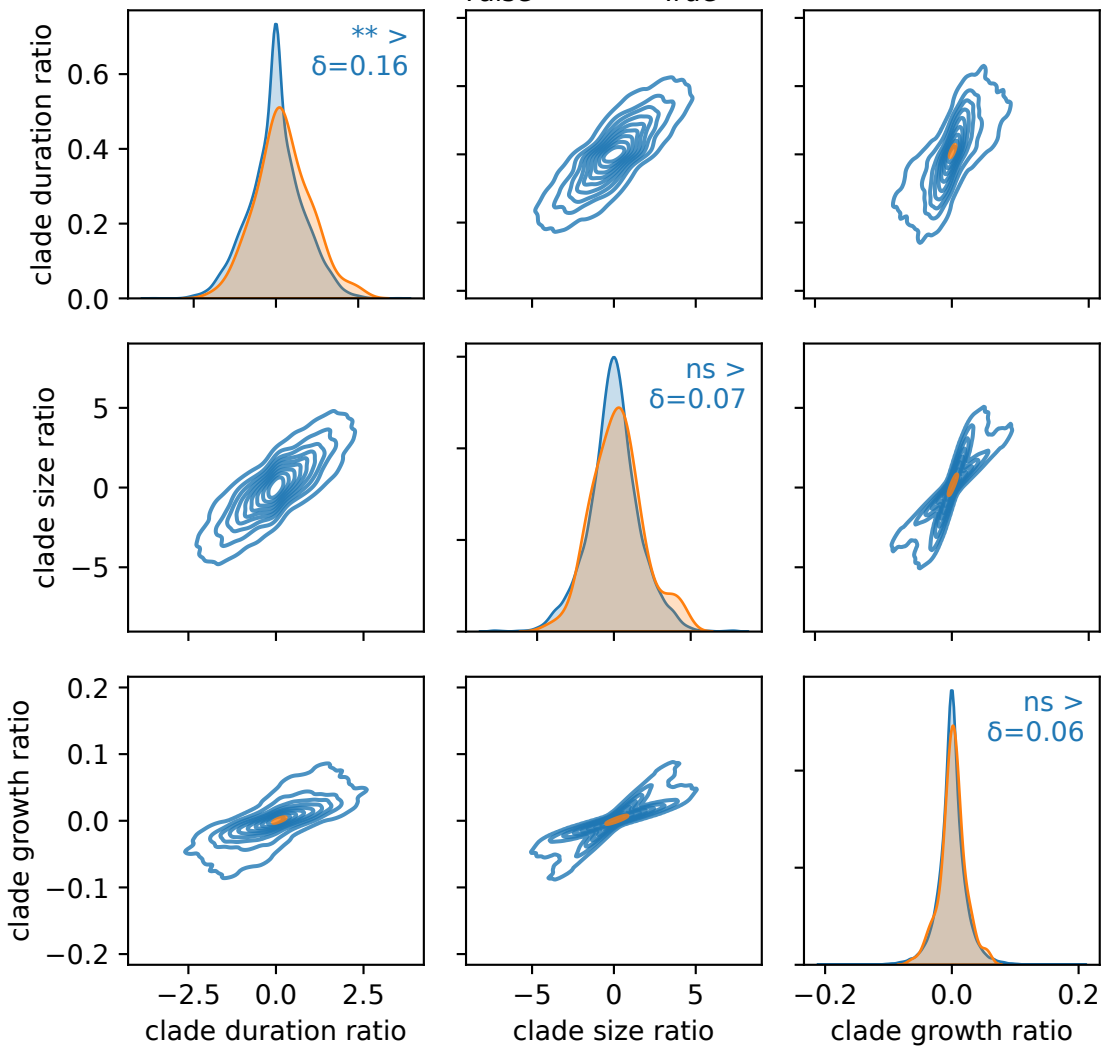 ** >
δ=0.16
clade duration ratio
0.6
0.4
0.2
0.0
ns >
δ=0.07
clade size ratio
5
0
−5
ns >
δ=0.06
clade growth ratio
0.2
0.1
0.0
−0.1
−0.2
−2.5 0.0 2.5
−5 0 5
−0.2 0.0 0.2
clade duration ratio
clade size ratio
clade growth ratio